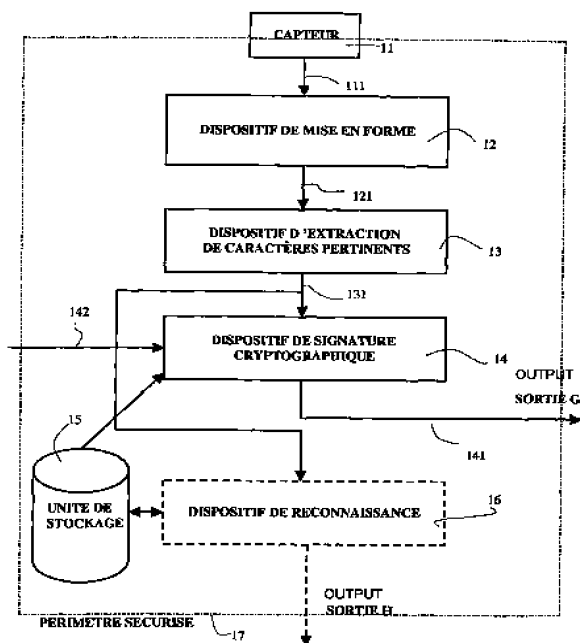 CAPTEUR
11
111
DISPOSITIF DE MISE EN FORME
12
121
DISPOSITIF D'EXTRACTION
DE CARACTÈRES PERTINENTS
13
131
142
DISPOSITIF DE SIGNATURE
CRYPTOGRAPHIQUE
14
OUTPUT
SORTIE G
141
15
UNITE DE
STOCKAGE
DISPOSITIF DE RECONNAISSANCE
16
OUTPUT
SORTIE H
PERIMÈTRE SECURISE
17